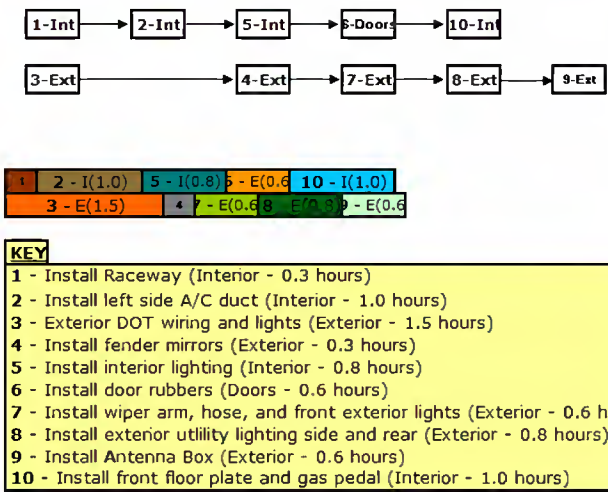 1-Int 2-Int 5-Int 6-Doors 10-Int
3-Ext 4-Ext 7-Ext 8-Ext 9-Ext
1 2 - I(1.0) 5 - I(0.8) 5 - E(0.6 10 - I(1.0)
3 - E(1.5) 4 7 - E(0.6 8 E(0.8) 9 - E(0.6
KEY
1 - Install Raceway (Interior - 0.3 hours)
2 - Install left side A/C duct (Interior - 1.0 hours)
3 - Exterior DOT wiring and lights (Exterior - 1.5 hours)
4 - Install fender mirrors (Exterior - 0.3 hours)
5 - Install interior lighting (Interior - 0.8 hours)
6 - Install door rubbers (Doors - 0.6 hours)
7 - Install wiper arm, hose, and front exterior lights (Exterior - 0.6 h
8 - Install exterior utlility lighting side and rear (Exterior - 0.8 hours)
9 - Install Antenna Box (Exterior - 0.6 hours)
10 - Install front floor plate and gas pedal (Interior - 1.0 hours)